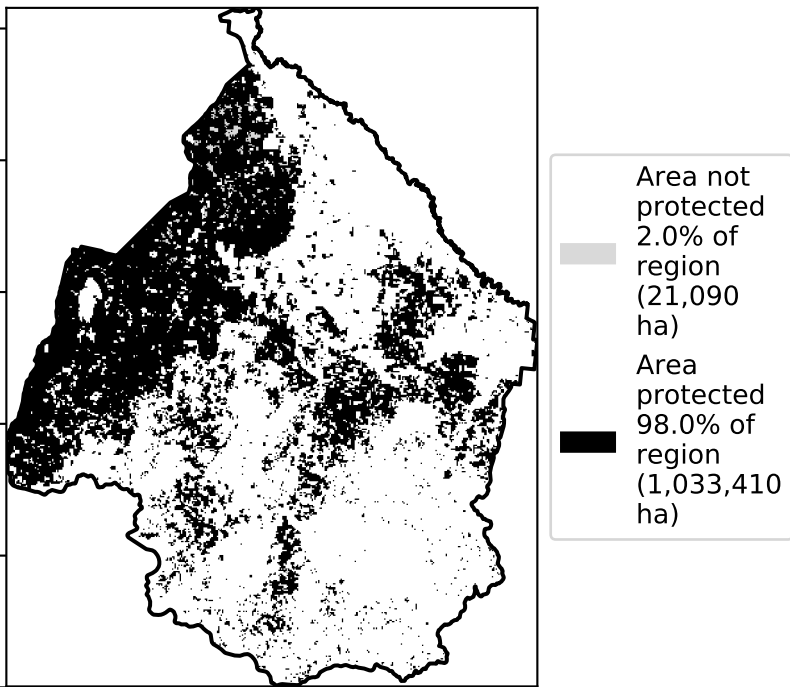 Area not
protected
2.0% of
region
(21,090
ha)
Area
protected
98.0% of
region
(1,033,410
ha)